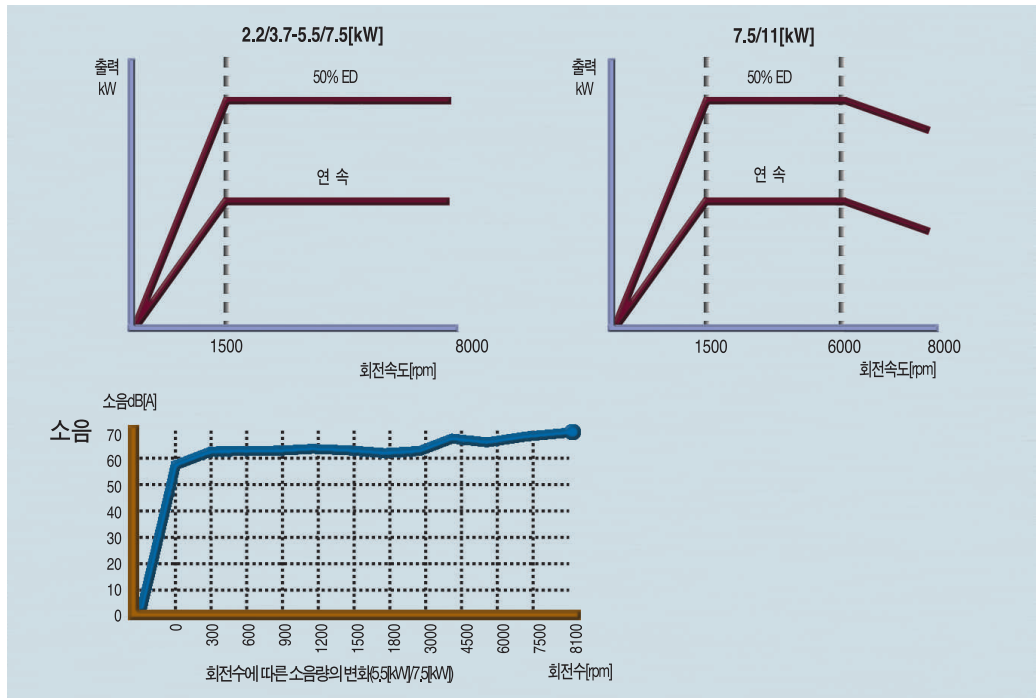 2.2/3.7-5.5/7.5[kW]
출력
kW
50% ED
연 속
1500
8000
회전속도[rpm]
7.5/11[kW]
출력
kW
50% ED
연 속
1500
6000
8000
회전속도[rpm]
소음
소음dB[A]
70
60
50
40
30
20
10
0
0
300
600
900
1200
1500
1800
3000
4500
6000
7500
8100
회전수에 따른 소음량의 변화(5.5[kW]/7.5[kW])
회전수[rpm]